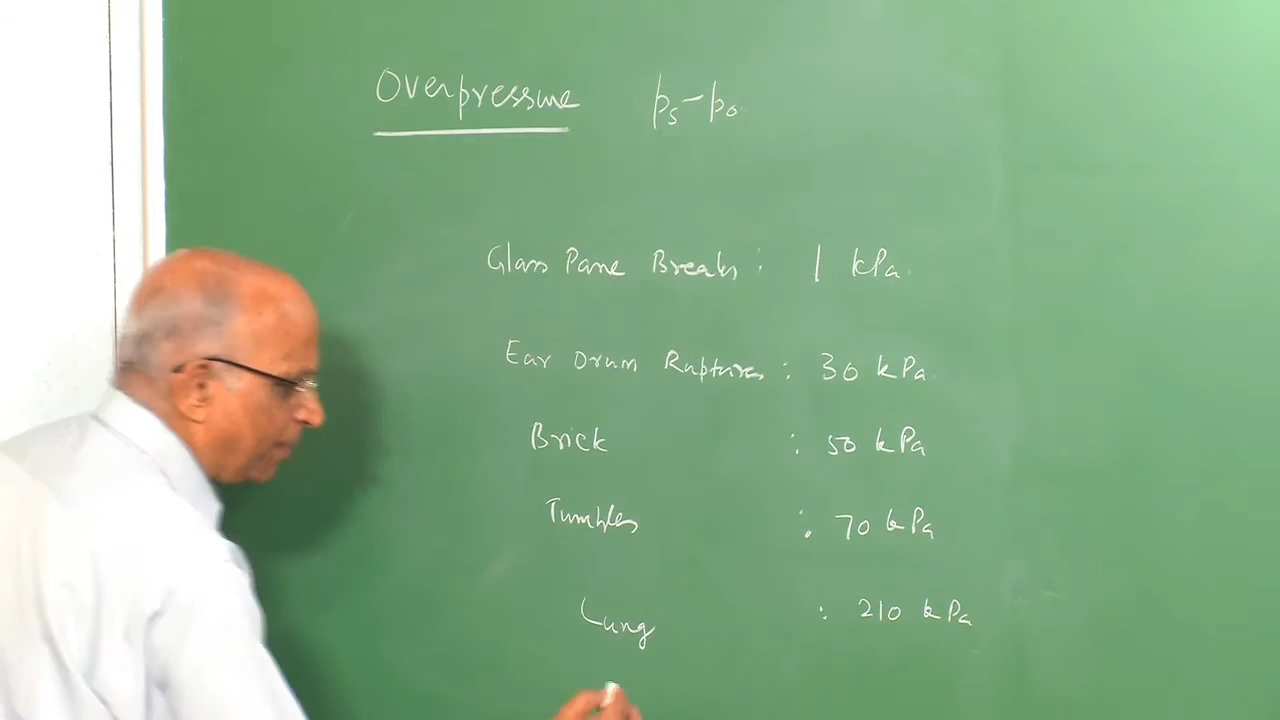 Overpressure ps-po
Glass Pane Breaks : 1 kPa
Ear Drum Ruptures : 30 kPa
Brick : 50 kPa
Tumbles : 70 kPa
Lung : 210 kPa